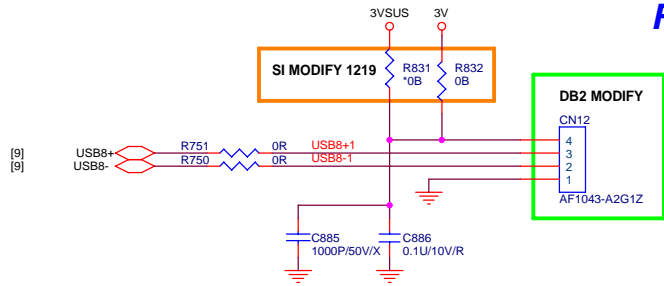 3VSUS 3V
SI MODIFY 1219
R831
*0B
R832
0B
DB2 MODIFY
CN12
[9] USB8+ R751 0R USB8+1
[9] USB8- R750 0R USB8-1
4
3
2
1
AF1043-A2G1Z
C885
1000P/50V/X
C886
0.1U/10V/R